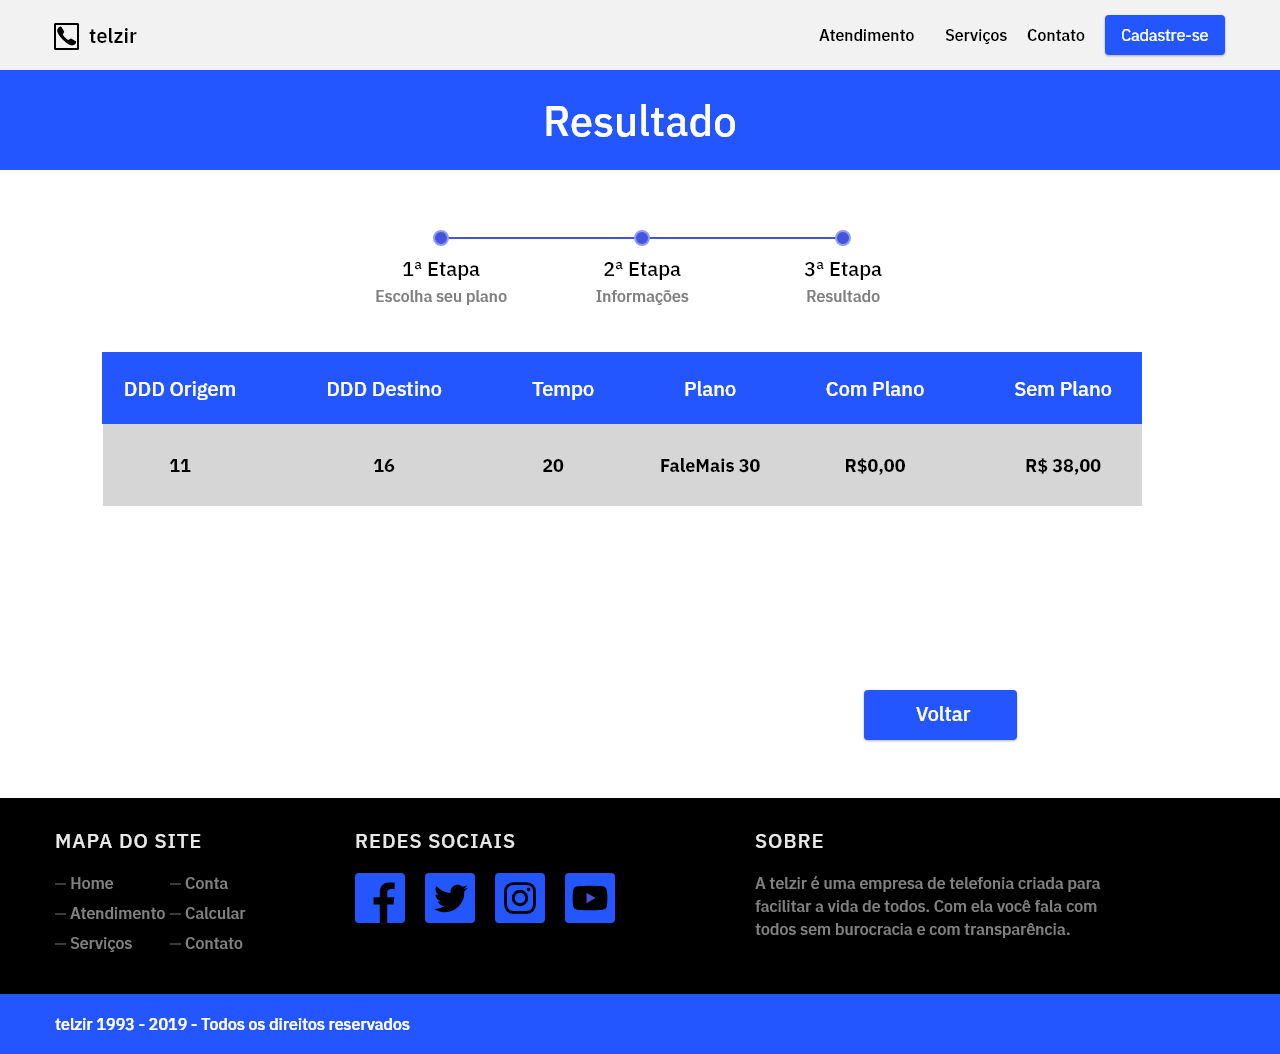 telzir
Atendimento Serviços Contato Cadastre-se
Resultado
1ª Etapa 2ª Etapa 3ª Etapa
Escolha seu plano Informações Resultado
DDD Origem DDD Destino Tempo Plano Com Plano Sem Plano
11 16 20 FaleMais 30 R$0,00 R$ 38,00
Voltar
MAPA DO SITE
— Home — Conta
— Atendimento — Calcular
— Serviços — Contato
REDES SOCIAIS
SOBRE
A telzir é uma empresa de telefonia criada para
facilitar a vida de todos. Com ela você fala com
todos sem burocracia e com transparência.
telzir 1993 - 2019 - Todos os direitos reservados